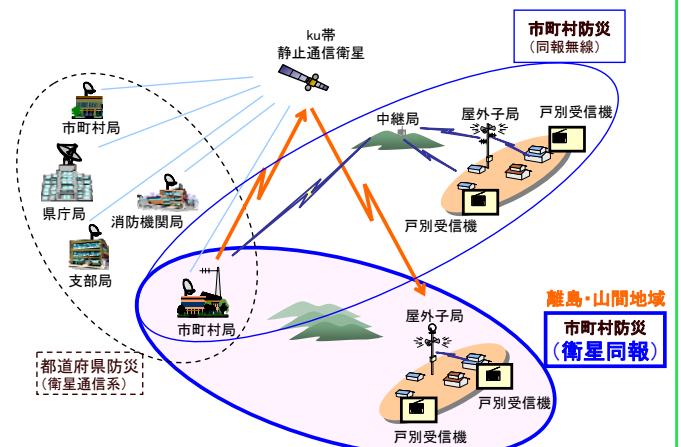 ku帯
静止通信衛星
市町村防災
（同報無線）
市町村局
県庁局
消防機関局
支部局
市町村局
中継局
屋外子局
戸別受信機
戸別受信機
都道府県防災
（衛星通信系）
離島・山間地域
市町村防災
（衛星同報）
屋外子局
戸別受信機
戸別受信機